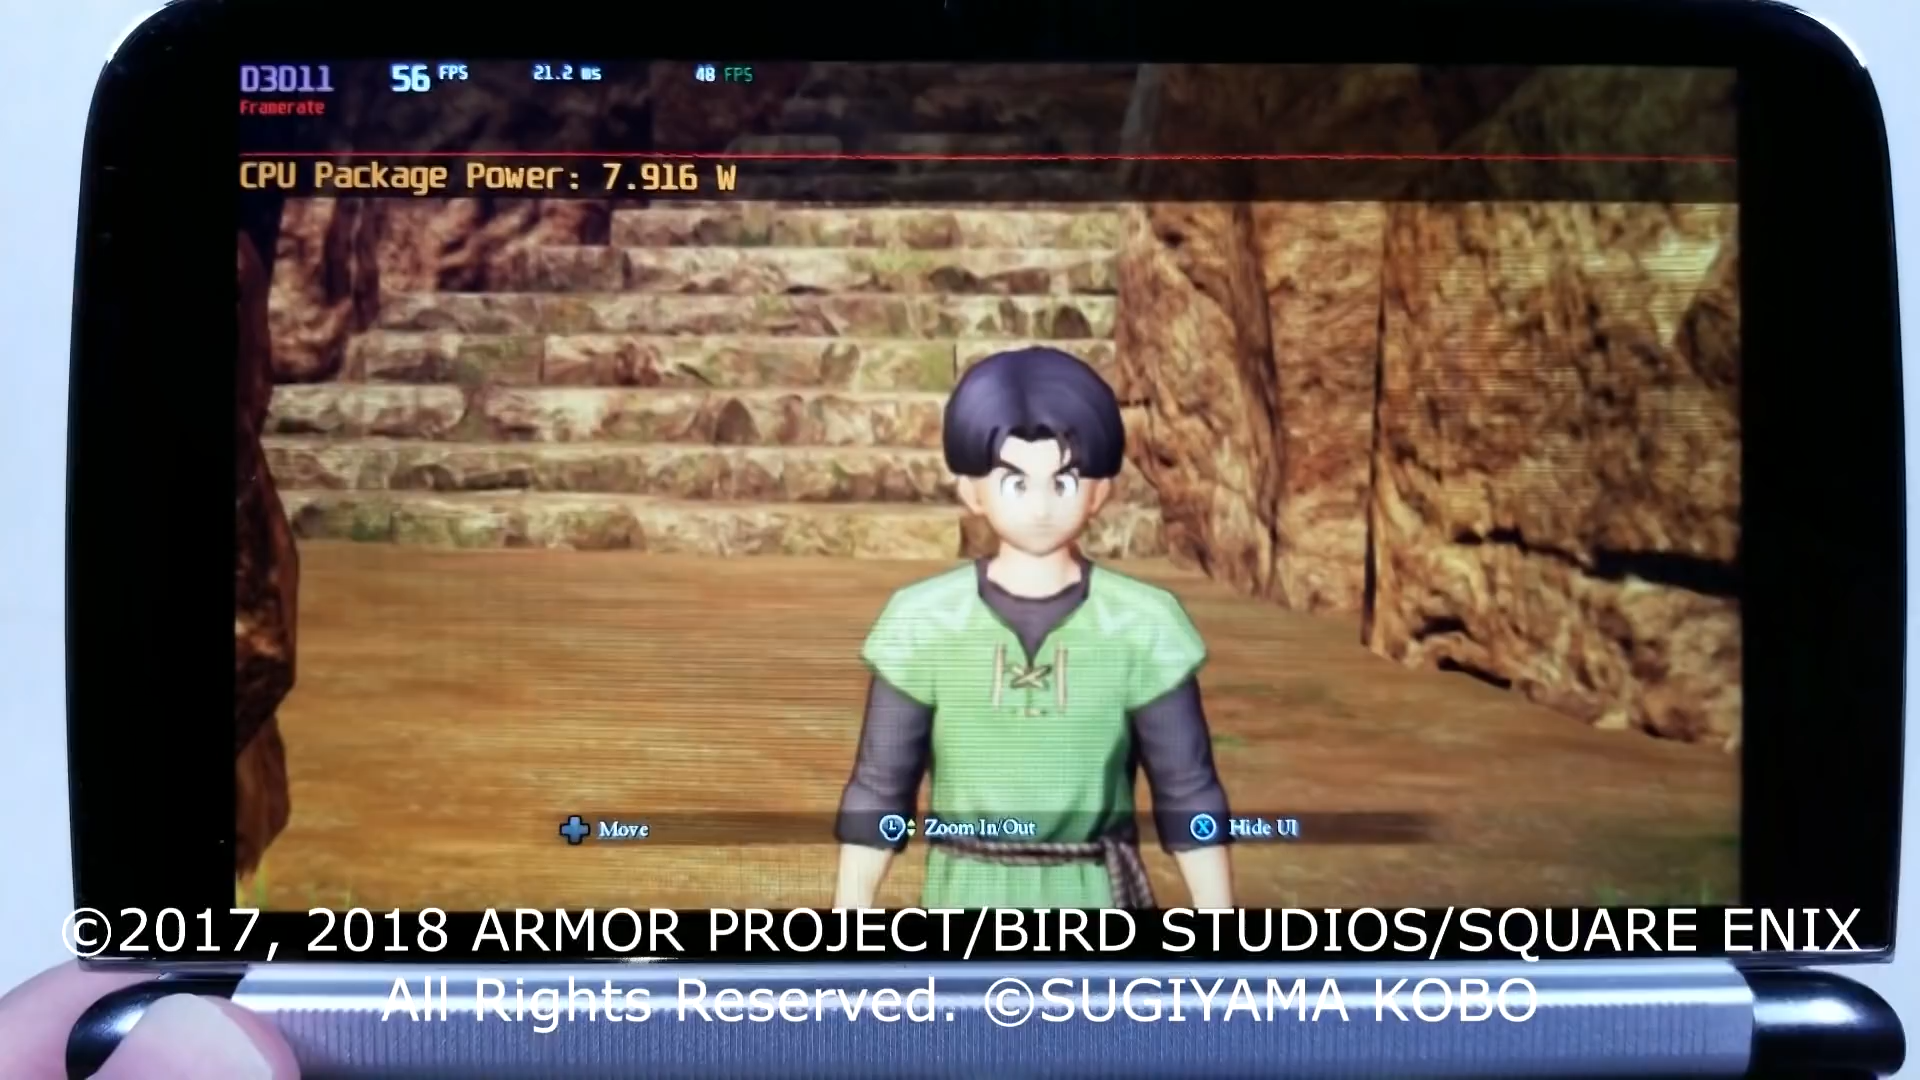 D3D11 56 FPS 21.2 ms 48 FPS
Framerate
CPU Package Power: 7.916 W
Move L Zoom In/Out X Hide UI
©2017, 2018 ARMOR PROJECT/BIRD STUDIOS/SQUARE ENIX
All Rights Reserved. ©SUGIYAMA KOBO